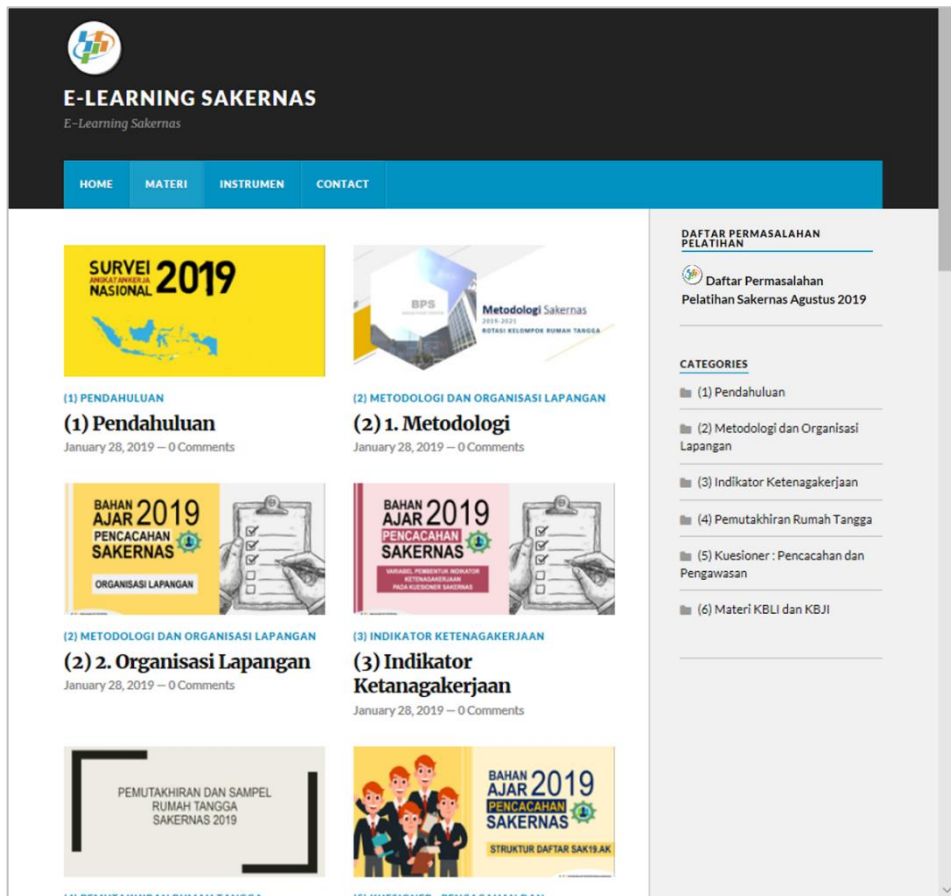 E-LEARNING SAKERNAS
E-Learning Sakernas
HOME MATERI INSTRUMEN CONTACT
SURVEI
ANGKATAN KERJA
NASIONAL 2019
BPS
Metodologi Sakernas
2019-2021
ROTASI KELOMPOK RUMAH TANGGA
(1) PENDAHULUAN
(1) Pendahuluan
January 28, 2019 — 0 Comments
(2) METODOLOGI DAN ORGANISASI LAPANGAN
(2) 1. Metodologi
January 28, 2019 — 0 Comments
BAHAN
AJAR 2019
PENCACAHAN
SAKERNAS
ORGANISASI LAPANGAN
BAHAN
AJAR 2019
PENCACAHAN
SAKERNAS
VARIABEL PEMBENTUK INDIKATOR
KETENAGAKERJAAN
PADA KUESIONER SAKERNAS
(2) METODOLOGI DAN ORGANISASI LAPANGAN
(2) 2. Organisasi Lapangan
January 28, 2019 — 0 Comments
(3) INDIKATOR KETENAGAKERJAAN
(3) Indikator
Ketanagakerjaan
January 28, 2019 — 0 Comments
PEMUTAKHIRAN DAN SAMPEL
RUMAH TANGGA
SAKERNAS 2019
BAHAN
AJAR 2019
PENCACAHAN
SAKERNAS
STRUKTUR DAFTAR SAK19.AK
DAFTAR PERMASALAHAN
PELATIHAN
Daftar Permasalahan
Pelatihan Sakernas Agustus 2019
CATEGORIES
(1) Pendahuluan
(2) Metodologi dan Organisasi
Lapangan
(3) Indikator Ketenagakerjaan
(4) Pemutakhiran Rumah Tangga
(5) Kuesioner : Pencacahan dan
Pengawasan
(6) Materi KBLI dan KBJI